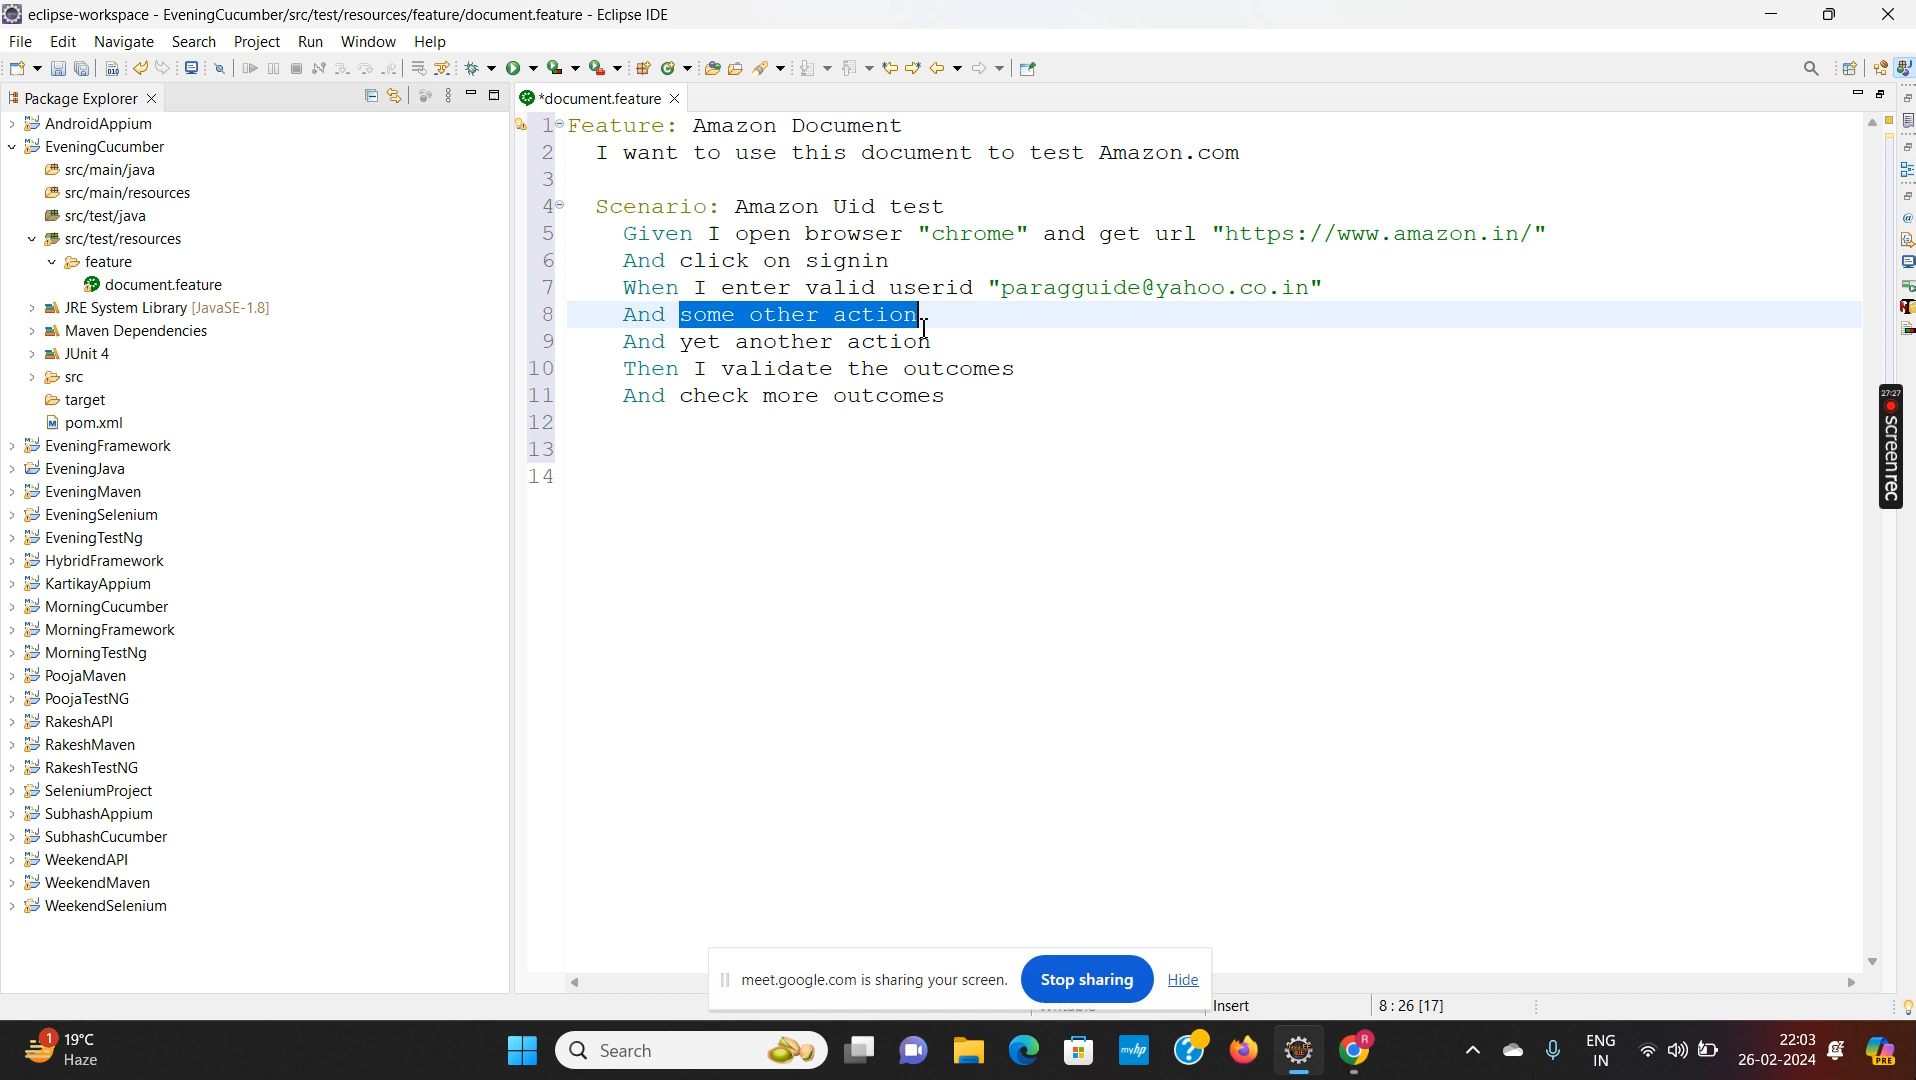 eclipse-workspace - EveningCucumber/src/test/resources/feature/document.feature - Eclipse IDE
File Edit Navigate Search Project Run Window Help
Package Explorer
AndroidAppium
EveningCucumber
src/main/java
src/main/resources
src/test/java
src/test/resources
feature
document.feature
JRE System Library [JavaSE-1.8]
Maven Dependencies
JUnit 4
src
target
pom.xml
EveningFramework
EveningJava
EveningMaven
EveningSelenium
EveningTestNg
HybridFramework
KartikayAppium
MorningCucumber
MorningFramework
MorningTestNg
PoojaMaven
PoojaTestNG
RakeshAPI
RakeshMaven
RakeshTestNG
SeleniumProject
SubhashAppium
SubhashCucumber
WeekendAPI
WeekendMaven
WeekendSelenium
*document.feature
1 Feature: Amazon Document
2 I want to use this document to test Amazon.com
3
4 Scenario: Amazon Uid test
5 Given I open browser "chrome" and get url "https://www.amazon.in/"
6 And click on signin
7 When I enter valid userid "paragguide@yahoo.co.in"
8 And some other action
9 And yet another action
10 Then I validate the outcomes
11 And check more outcomes
12
13
14
27:27
screenrec
meet.google.com is sharing your screen. Stop sharing Hide
Insert 8 : 26 [17]
1 19°C
Haze
Search
myhp
R
ENG
IN
22:03
26-02-2024
PRE